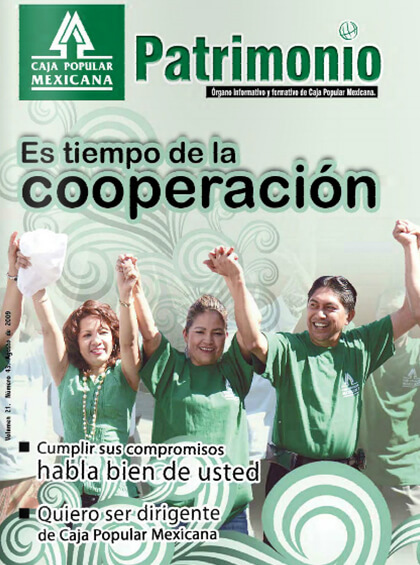 CAJA POPULAR
MEXICANA
Patrimonio
Órgano informativo y formativo de Caja Popular Mexicana.
Es tiempo de la
cooperación
Cumplir sus compromisos
habla bien de usted
Quiero ser dirigente
de Caja Popular Mexicana